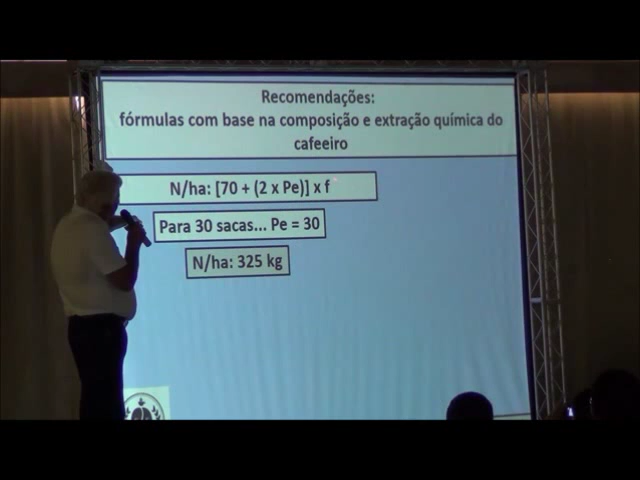 Recomendações:
fórmulas com base na composição e extração química do
cafeeiro
N/ha: [70 + (2 x Pe)] x f
Para 30 sacas... Pe = 30
N/ha: 325 kg